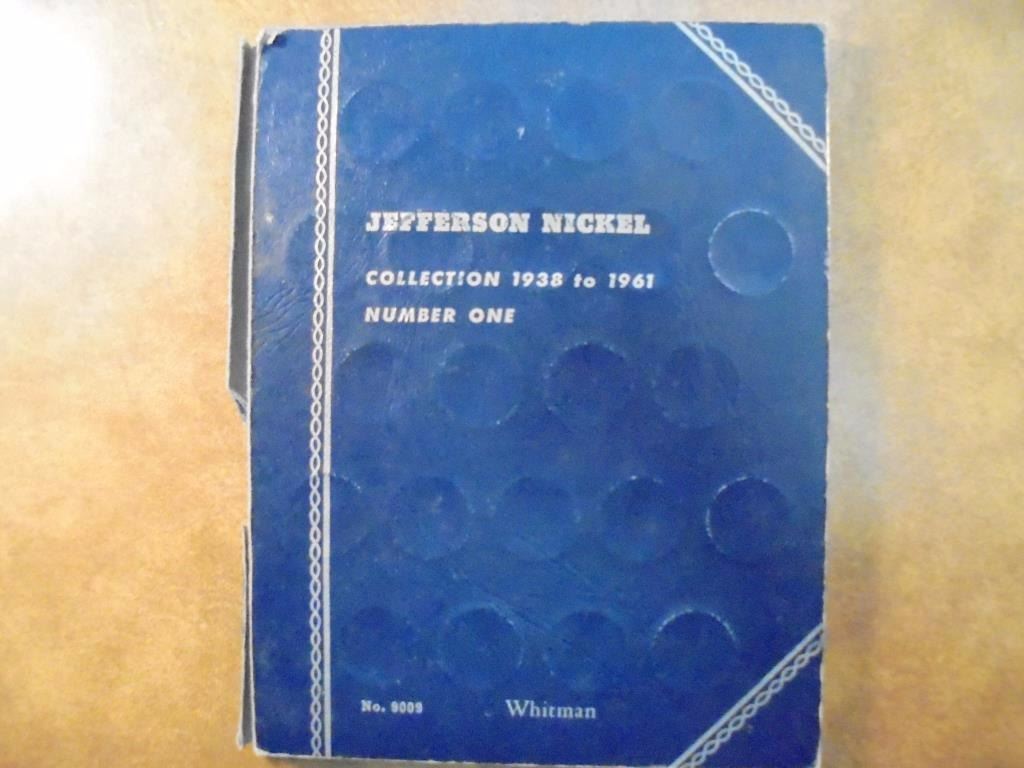 JEFFERSON NICKEL
COLLECTION 1938 to 1961
NUMBER ONE
No. 9009
Whitman